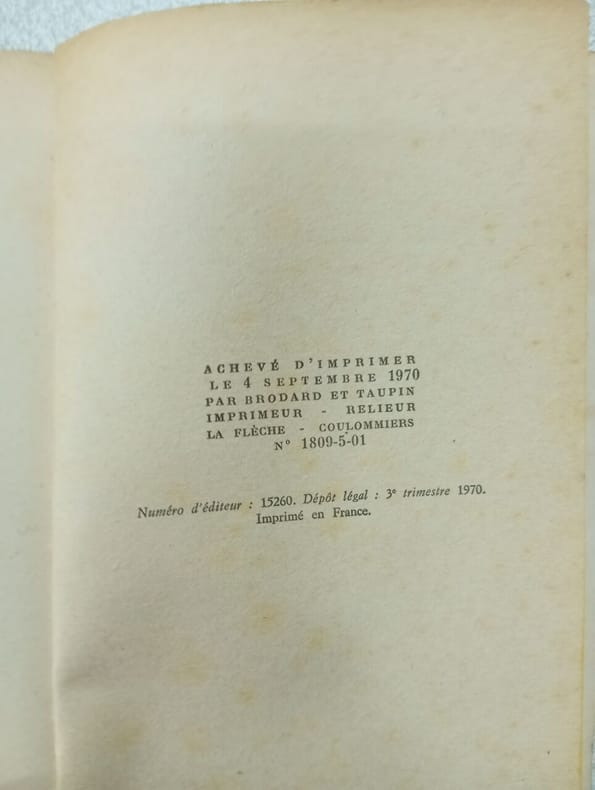 ACHEVÉ D'IMPRIMER
LE 4 SEPTEMBRE 1970
PAR BRODARD ET TAUPIN
IMPRIMEUR - RELIEUR
LA FLÈCHE - COULOMMIERS
N° 1809-5-01
Numéro d'éditeur : 15260. Dépôt légal : 3e trimestre 1970.
Imprimé en France.